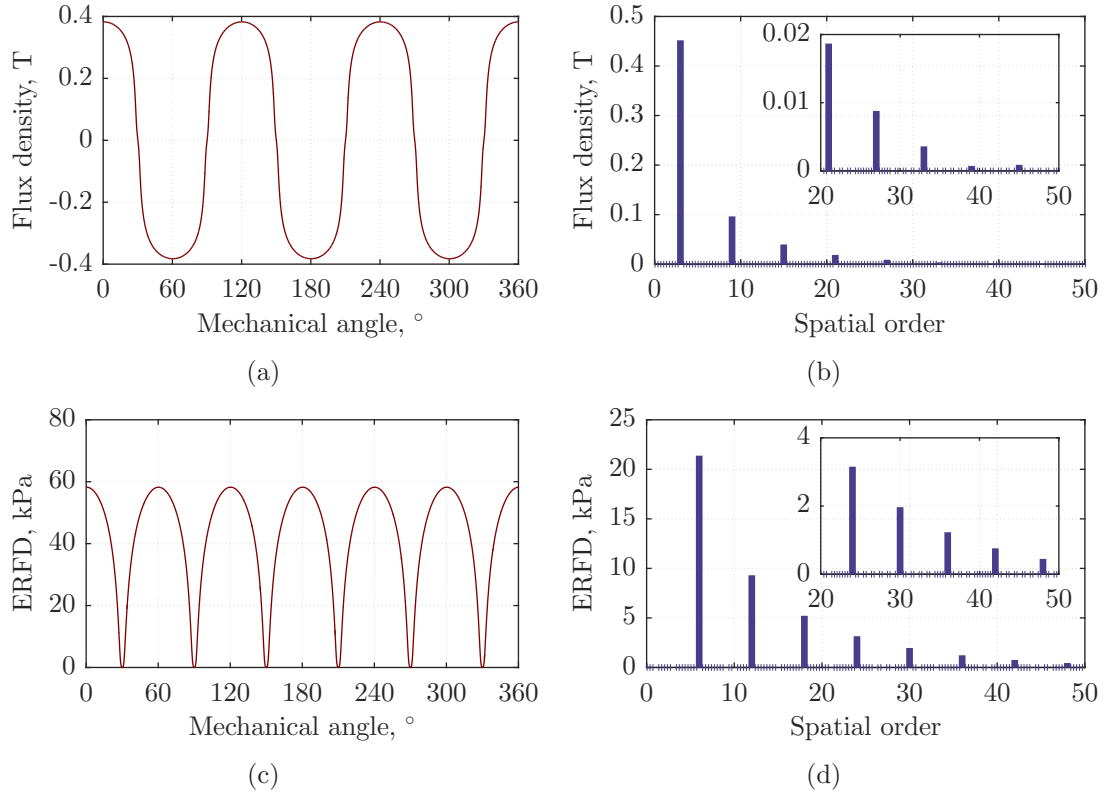 0.4
0.2
0
-0.2
-0.4
Flux density, T
0 60 120 180 240 300 360
Mechanical angle, °
(a)
0.5
0.4
0.3
0.2
0.1
0
Flux density, T
0.02
0.01
0
20 30 40 50
0 10 20 30 40 50
Spatial order
(b)
80
60
40
20
0
ERFD, kPa
0 60 120 180 240 300 360
Mechanical angle, °
(c)
25
20
15
10
5
0
ERFD, kPa
4
2
0
20 30 40 50
0 10 20 30 40 50
Spatial order
(d)